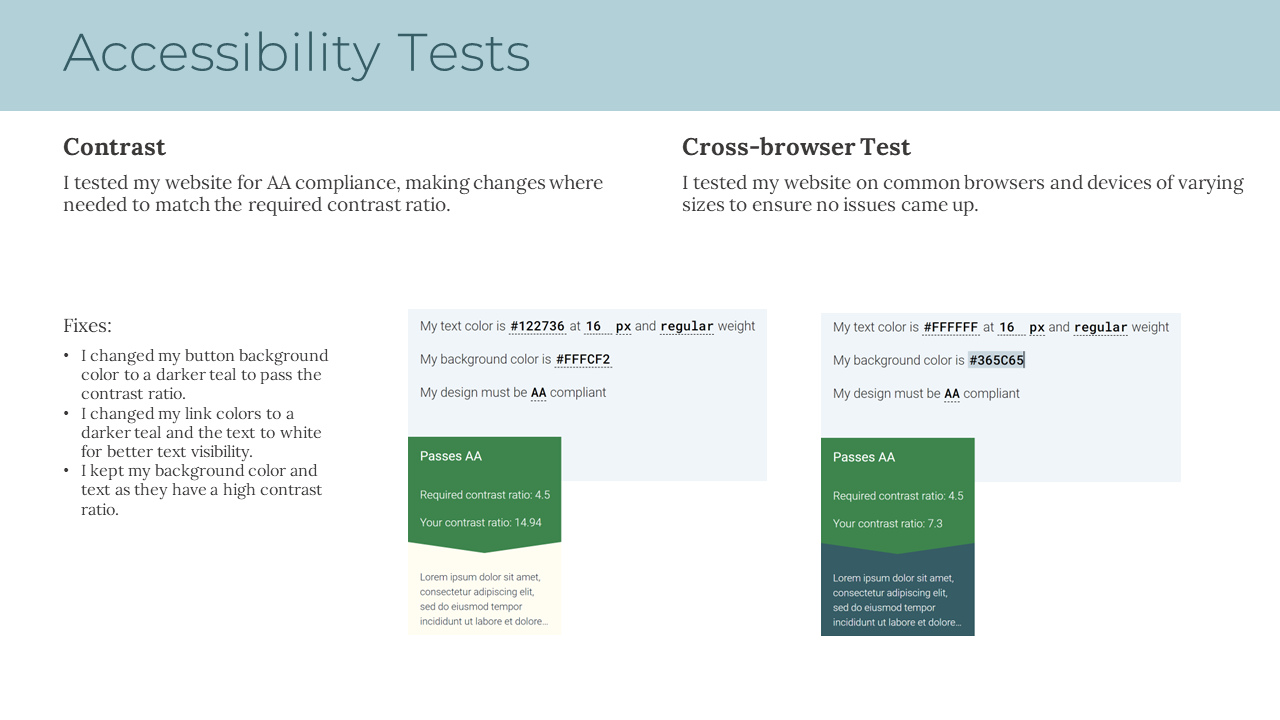 Accessibility Tests
Contrast
I tested my website for AA compliance, making changes where
needed to match the required contrast ratio.
Cross-browser Test
I tested my website on common browsers and devices of varying
sizes to ensure no issues came up.
Fixes:
• I changed my button background
color to a darker teal to pass the
contrast ratio.
• I changed my link colors to a
darker teal and the text to white
for better text visibility.
• I kept my background color and
text as they have a high contrast
ratio.
My text color is #122736 at 16 px and regular weight
My background color is #FFFCF2
My design must be AA compliant
Passes AA
Required contrast ratio: 4.5
Your contrast ratio: 14.94
Lorem ipsum dolor sit amet,
consectetur adipiscing elit,
sed do eiusmod tempor
incididunt ut labore et dolore...
My text color is #FFFFFF at 16 px and regular weight
My background color is #365C65
My design must be AA compliant
Passes AA
Required contrast ratio: 4.5
Your contrast ratio: 7.3
Lorem ipsum dolor sit amet,
consectetur adipiscing elit,
sed do eiusmod tempor
incididunt ut labore et dolore...